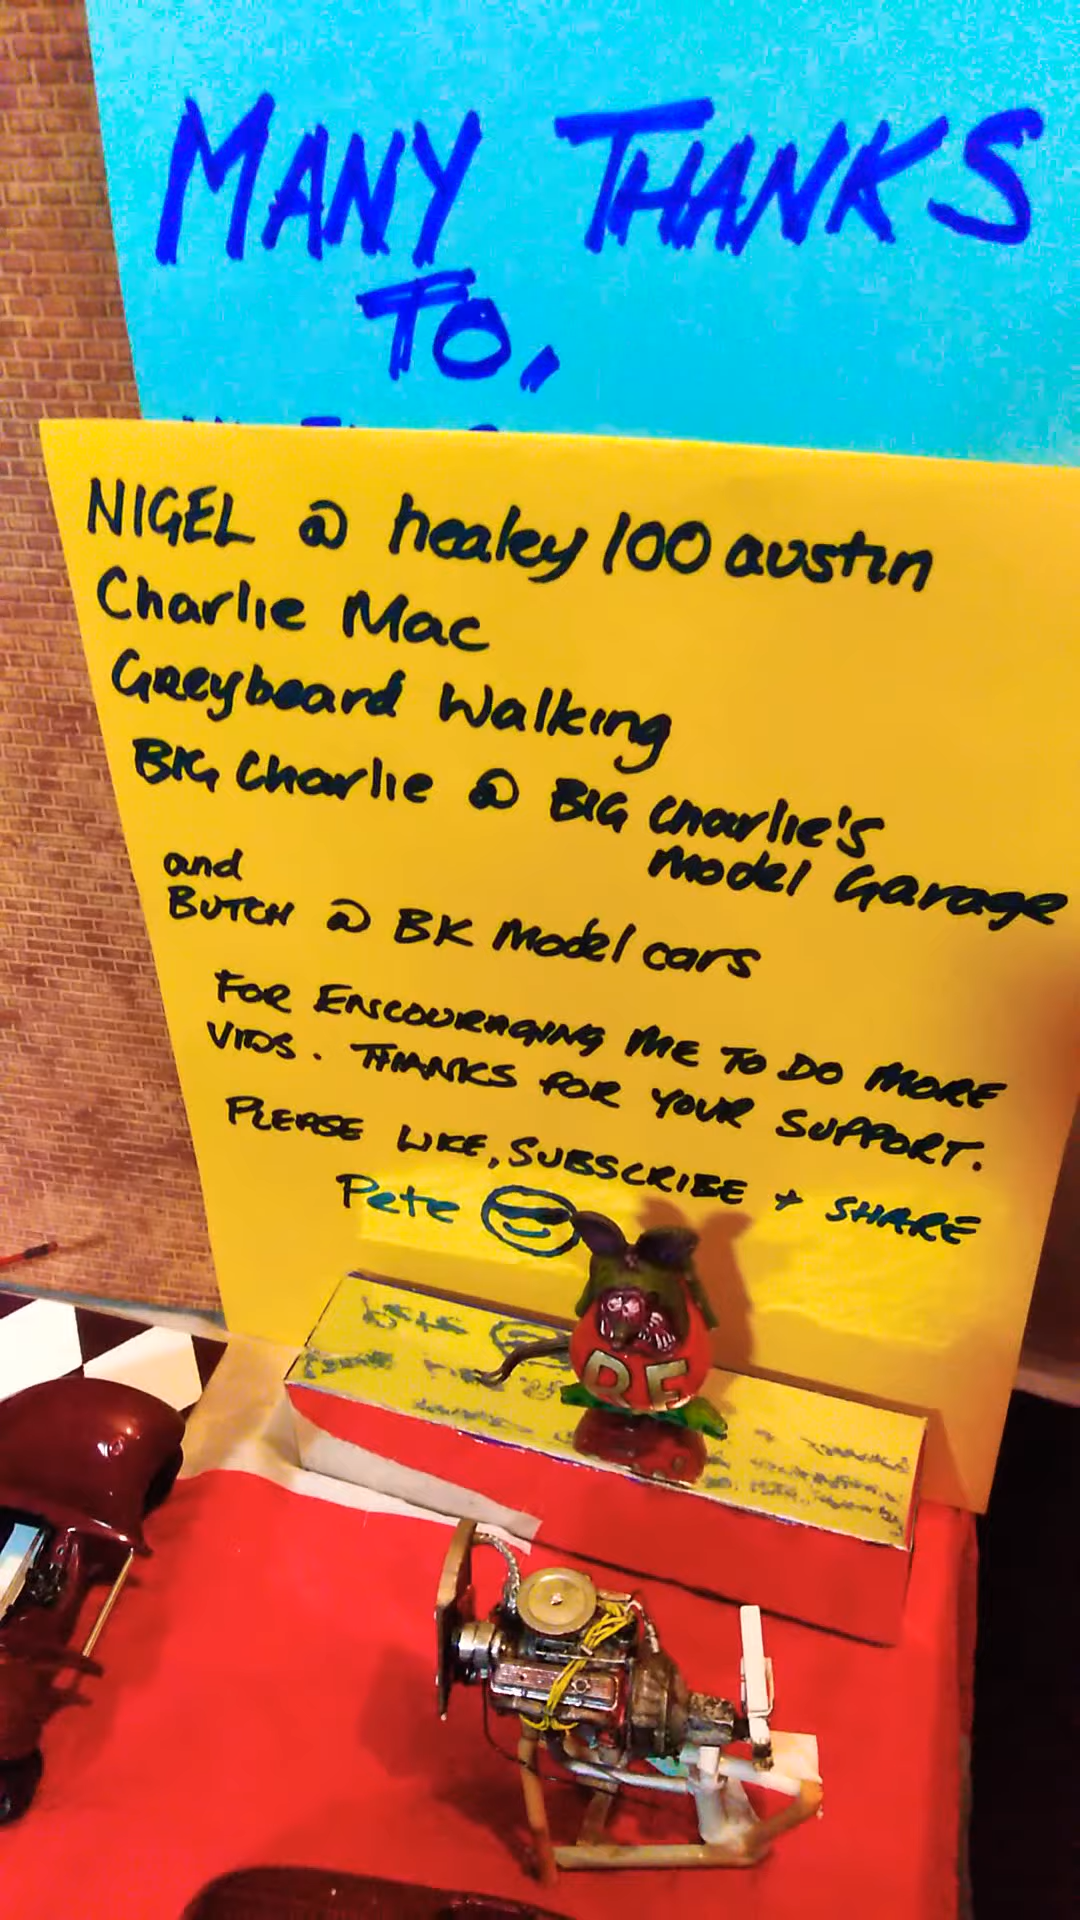 MANY THANKS
TO,
NIGEL @ healey 100 austin
Charlie Mac
Greybeard Walking
BIG Charlie @ BIG Charlie's
Model Garage
and
BUTCH @ BK Model cars
FOR ENCOURAGING ME TO DO MORE
VIDS. THANKS FOR YOUR SUPPORT.
PLEASE LIKE, SUBSCRIBE + SHARE
Pete
RF